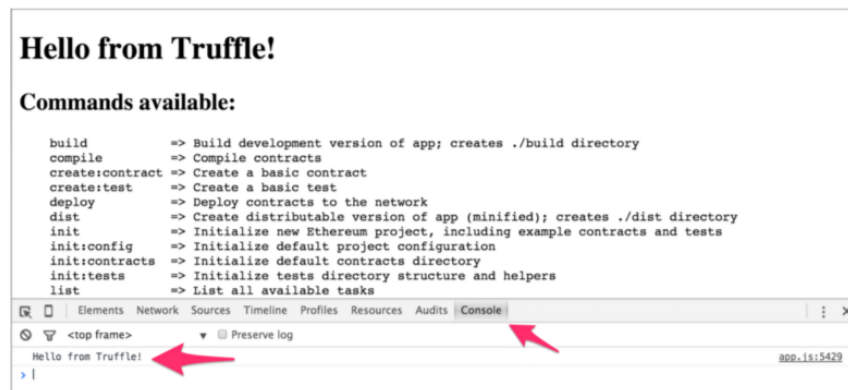 Hello from Truffle!
Commands available:
build => Build development version of app; creates ./build directory
compile => Compile contracts
create:contract => Create a basic contract
create:test => Create a basic test
deploy => Deploy contracts to the network
dist => Create distributable version of app (minified); creates ./dist directory
init => Initialize new Ethereum project, including example contracts and tests
init:config => Initialize default project configuration
init:contracts => Initialize default contracts directory
init:tests => Initialize tests directory structure and helpers
list => List all available tasks
Elements Network Sources Timeline Profiles Resources Audits Console
<top frame> ▼ Preserve log
Hello from Truffle! app.js:5429
>